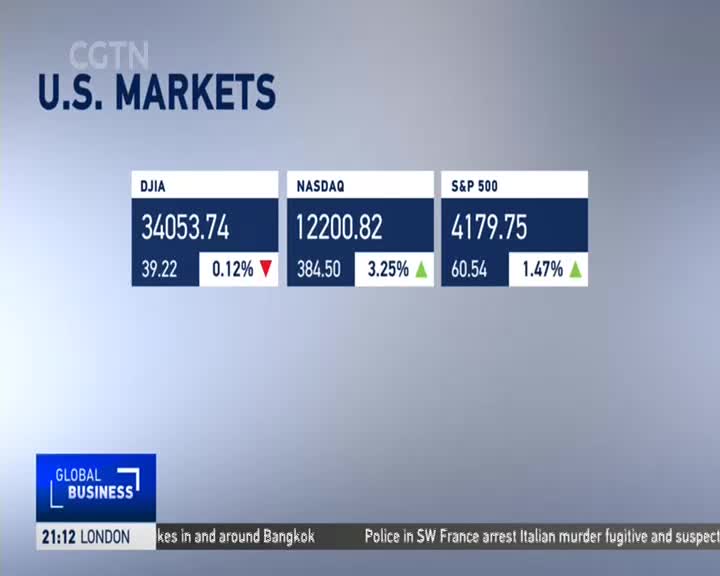 CGTN
U.S. MARKETS
DJIA
34053.74
39.22 0.12%
NASDAQ
12200.82
384.50 3.25%
S&P 500
4179.75
60.54 1.47%
GLOBAL
BUSINESS
21:12 LONDON
kes in and around Bangkok Police in SW France arrest Italian murder fugitive and suspect